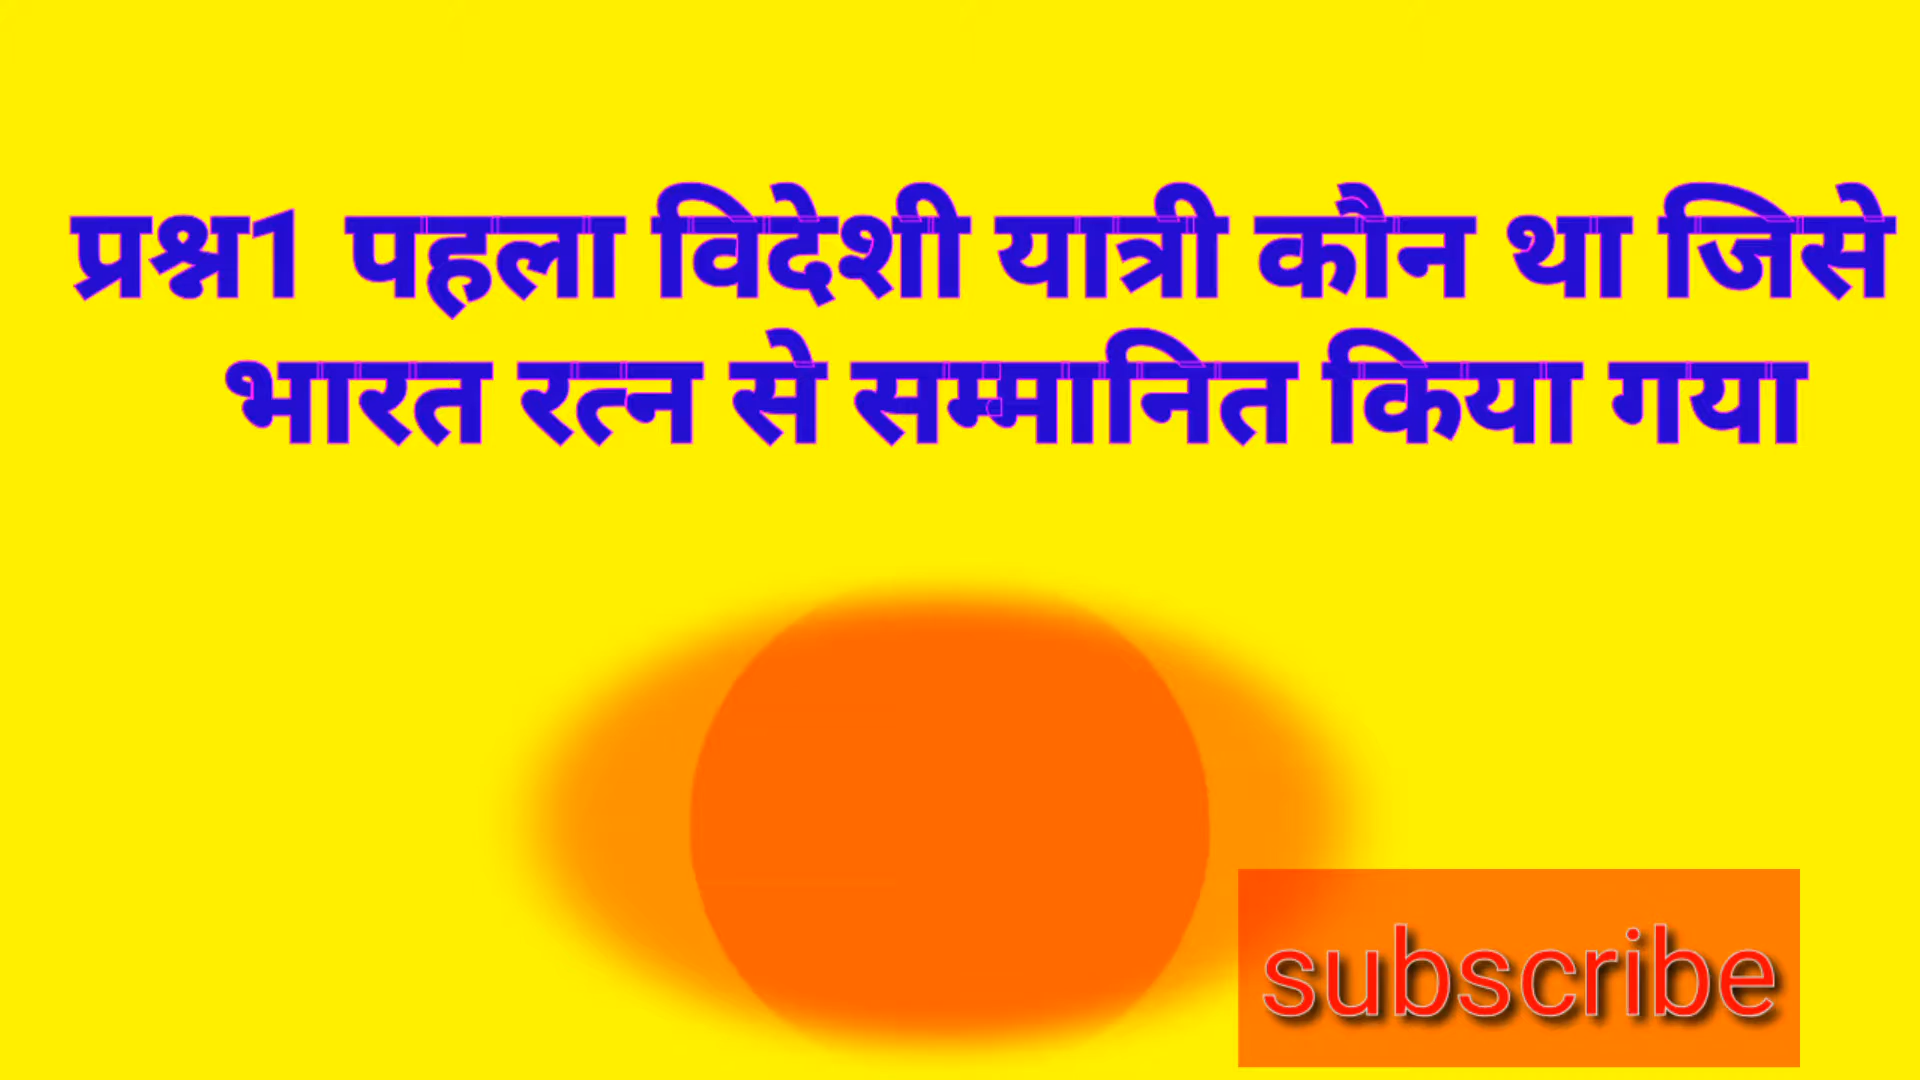 प्रश्न1 पहला विदेशी यात्री कौन था जिसे
भारत रत्न से सम्मानित किया गया
subscribe